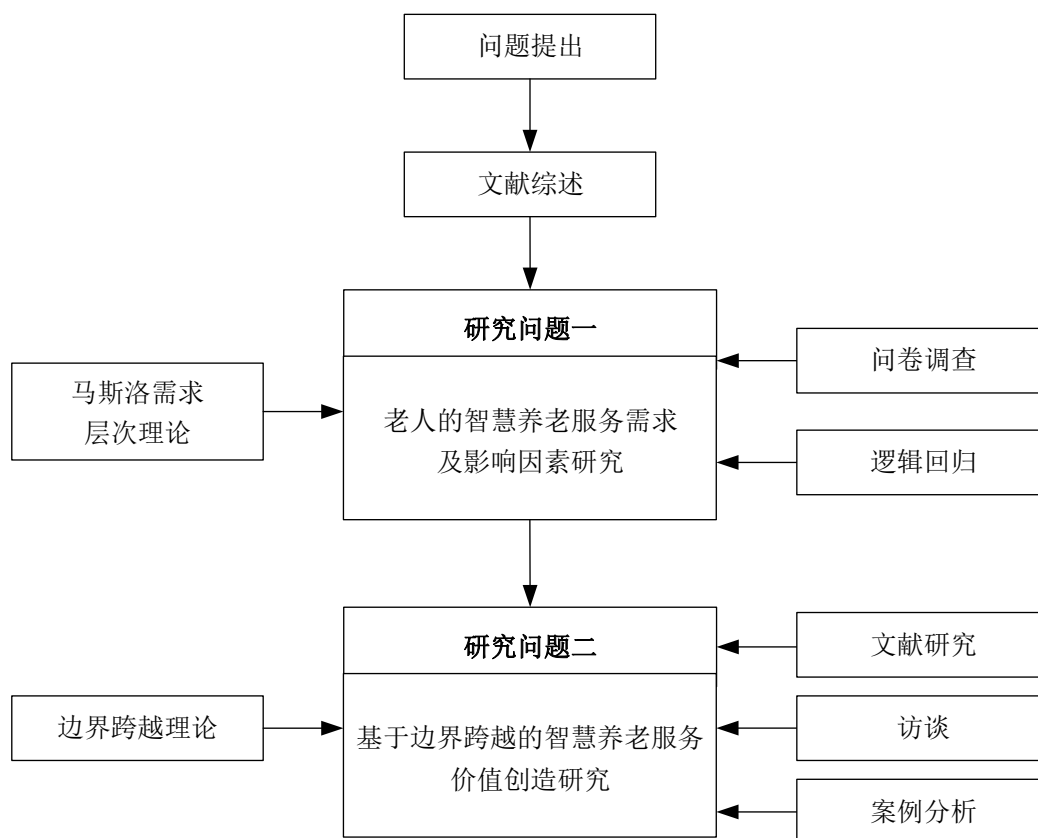 问题提出
文献综述
研究问题一
马斯洛需求
层次理论
老人的智慧养老服务需求
及影响因素研究
问卷调查
逻辑回归
研究问题二
边界跨越理论
基于边界跨越的智慧养老服务
价值创造研究
文献研究
访谈
案例分析